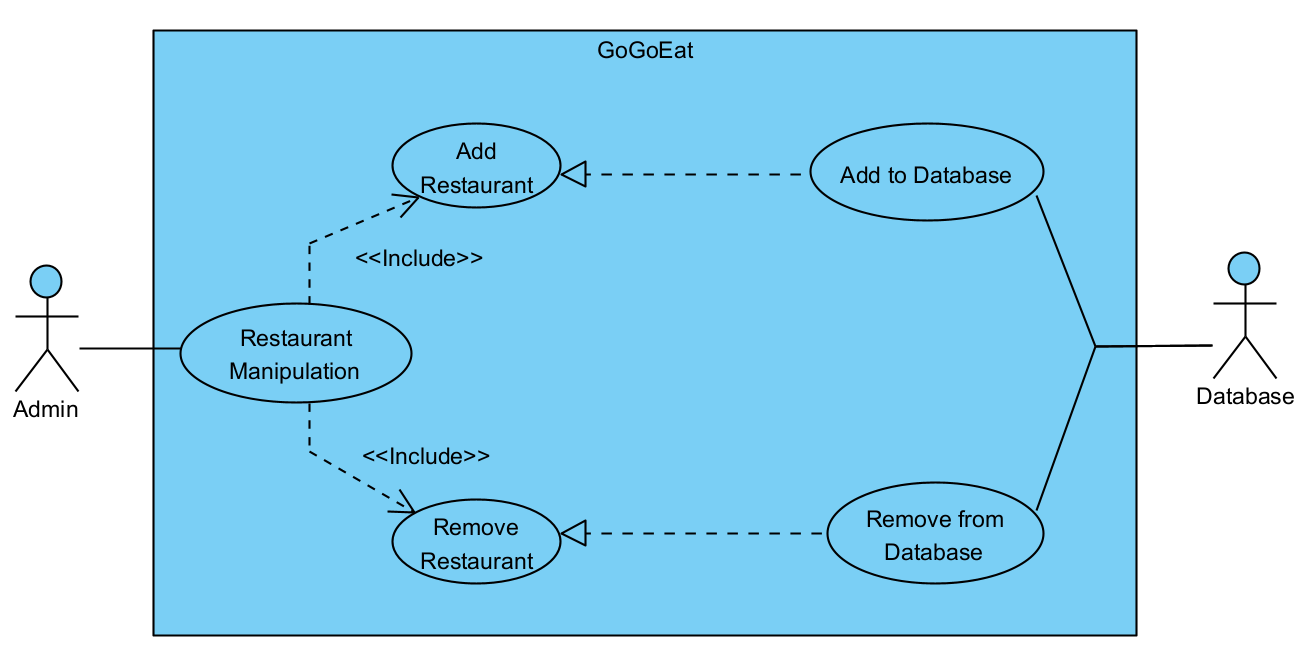 GoGoEat
Add
Restaurant
Add to Database
<<Include>>
Restaurant
Manipulation
Admin
Database
<<Include>>
Remove
Restaurant
Remove from
Database